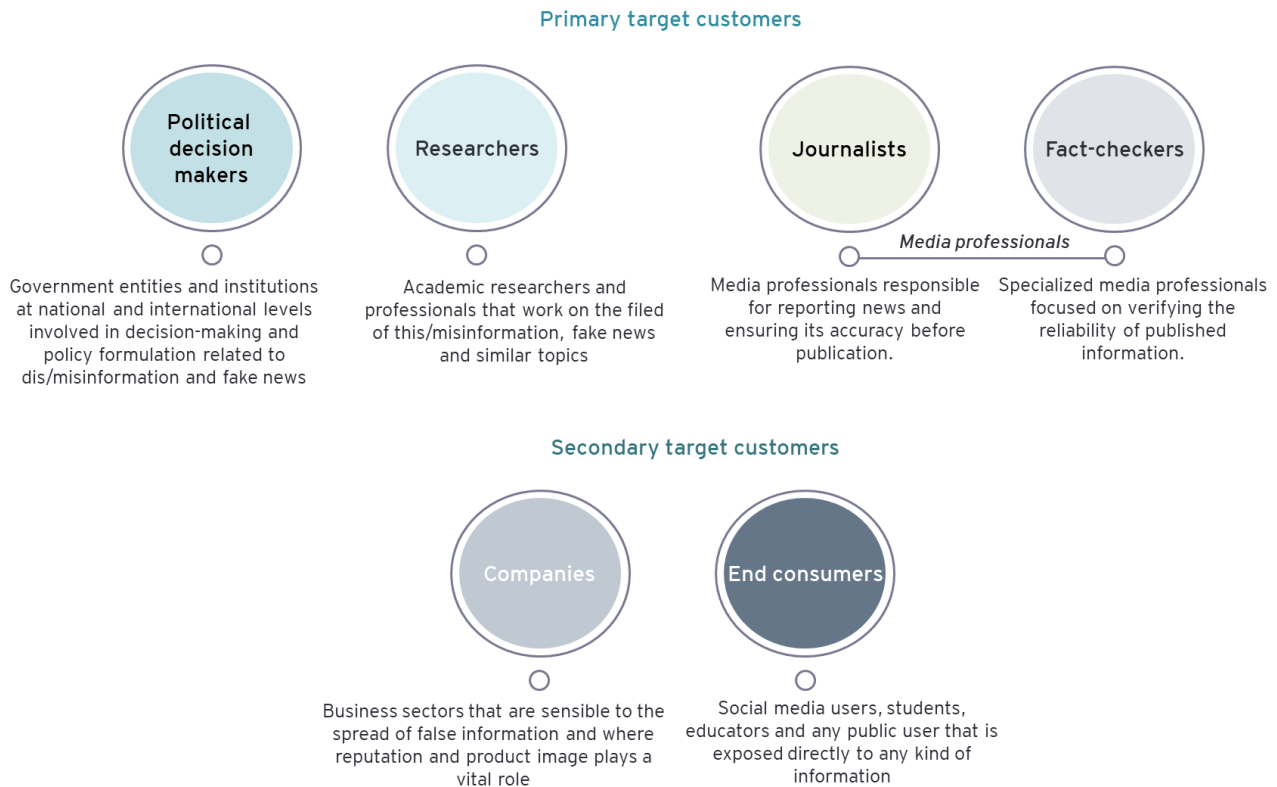 Primary target customers
Political
decision
makers
Researchers
Journalists
Fact-checkers
Media professionals
Government entities and institutions
at national and international levels
involved in decision-making and
policy formulation related to
dis/misinformation and fake news
Academic researchers and
professionals that work on the filed
of this/misinformation, fake news
and similar topics
Media professionals responsible
for reporting news and
ensuring its accuracy before
publication.
Specialized media professionals
focused on verifying the
reliability of published
information.
Secondary target customers
Companies
End consumers
Business sectors that are sensible to the
spread of false information and where
reputation and product image plays a
vital role
Social media users, students,
educators and any public user that is
exposed directly to any kind of
information